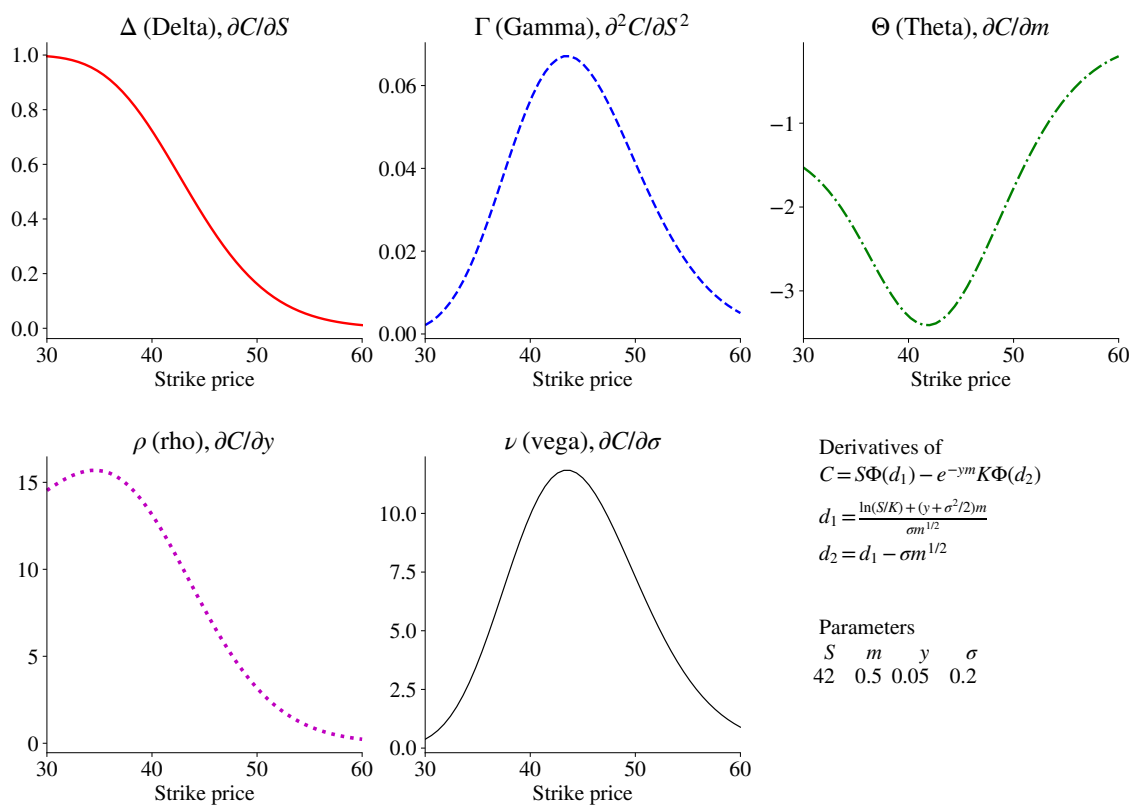 Δ (Delta), ∂C/∂S
1.0
0.8
0.6
0.4
0.2
0.0
30 40 50 60
Strike price
Γ (Gamma), ∂²C/∂S²
0.06
0.04
0.02
0.00
30 40 50 60
Strike price
Θ (Theta), ∂C/∂m
−1
−2
−3
30 40 50 60
Strike price
ρ (rho), ∂C/∂y
15
10
5
0
30 40 50 60
Strike price
ν (vega), ∂C/∂σ
10.0
7.5
5.0
2.5
0.0
30 40 50 60
Strike price
Derivatives of
C = SΦ(d₁) − e^{−ym}KΦ(d₂)
d₁ = \frac{ln(S/K) + (y + σ²/2)m}{σm^{1/2}}
d₂ = d₁ − σm^{1/2}
Parameters
S m y σ
42 0.5 0.05 0.2